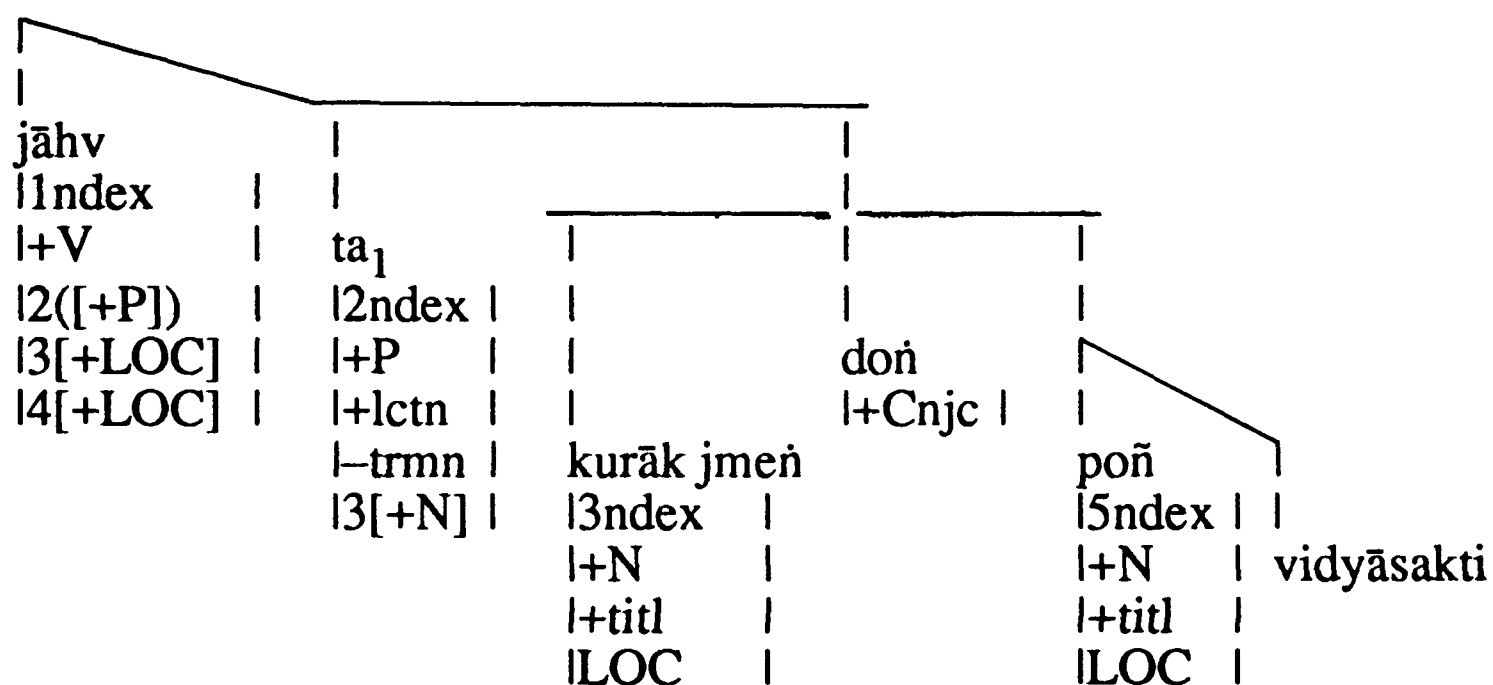 jāhv
|1ndex |
|+V | ta₁
|2([+P]) | |2ndex |
|3[+LOC] | |+P | doṅ
|4[+LOC] | |+lctn | |+Cnjc |
|–trmn | kurāk jmeṅ poñ
|3[+N] | |3ndex | |5ndex |
|+N | |+N | vidyāsakti
|+titl | |+titl |
|LOC | |LOC |